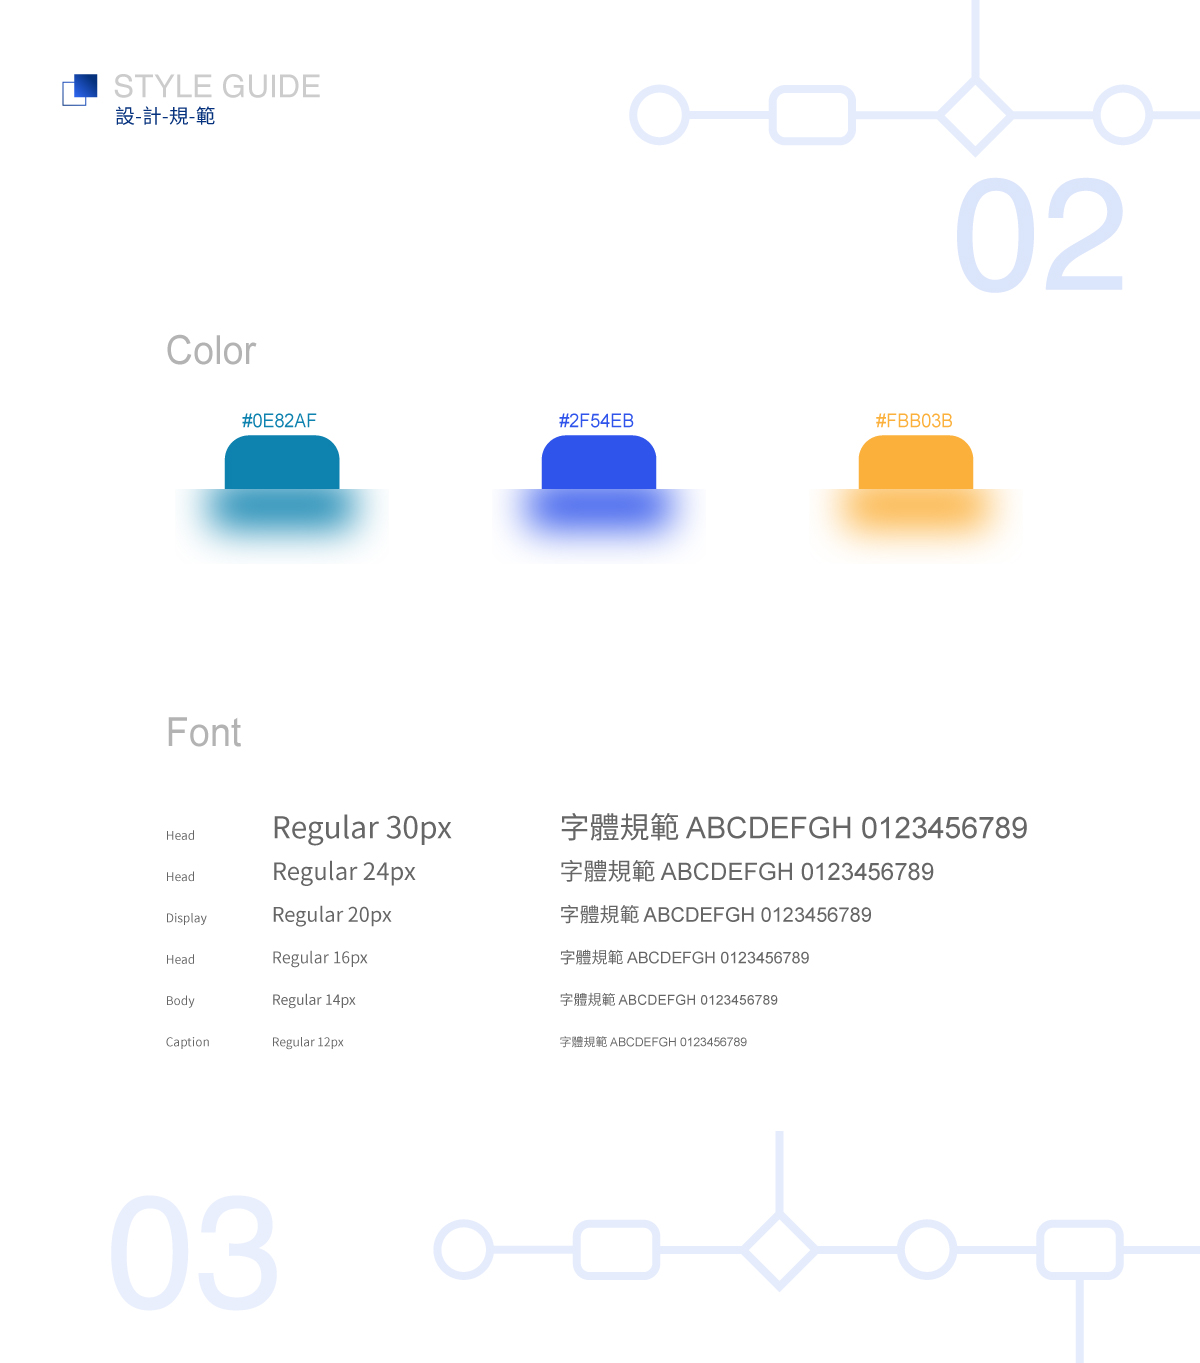 STYLE GUIDE
設-計-規-範
02
Color
#0E82AF #2F54EB #FBB03B
Font
Head Regular 30px 字體規範 ABCDEFGH 0123456789
Head Regular 24px 字體規範 ABCDEFGH 0123456789
Display Regular 20px 字體規範 ABCDEFGH 0123456789
Head Regular 16px 字體規範 ABCDEFGH 0123456789
Body Regular 14px 字體規範 ABCDEFGH 0123456789
Caption Regular 12px 字體規範 ABCDEFGH 0123456789
03